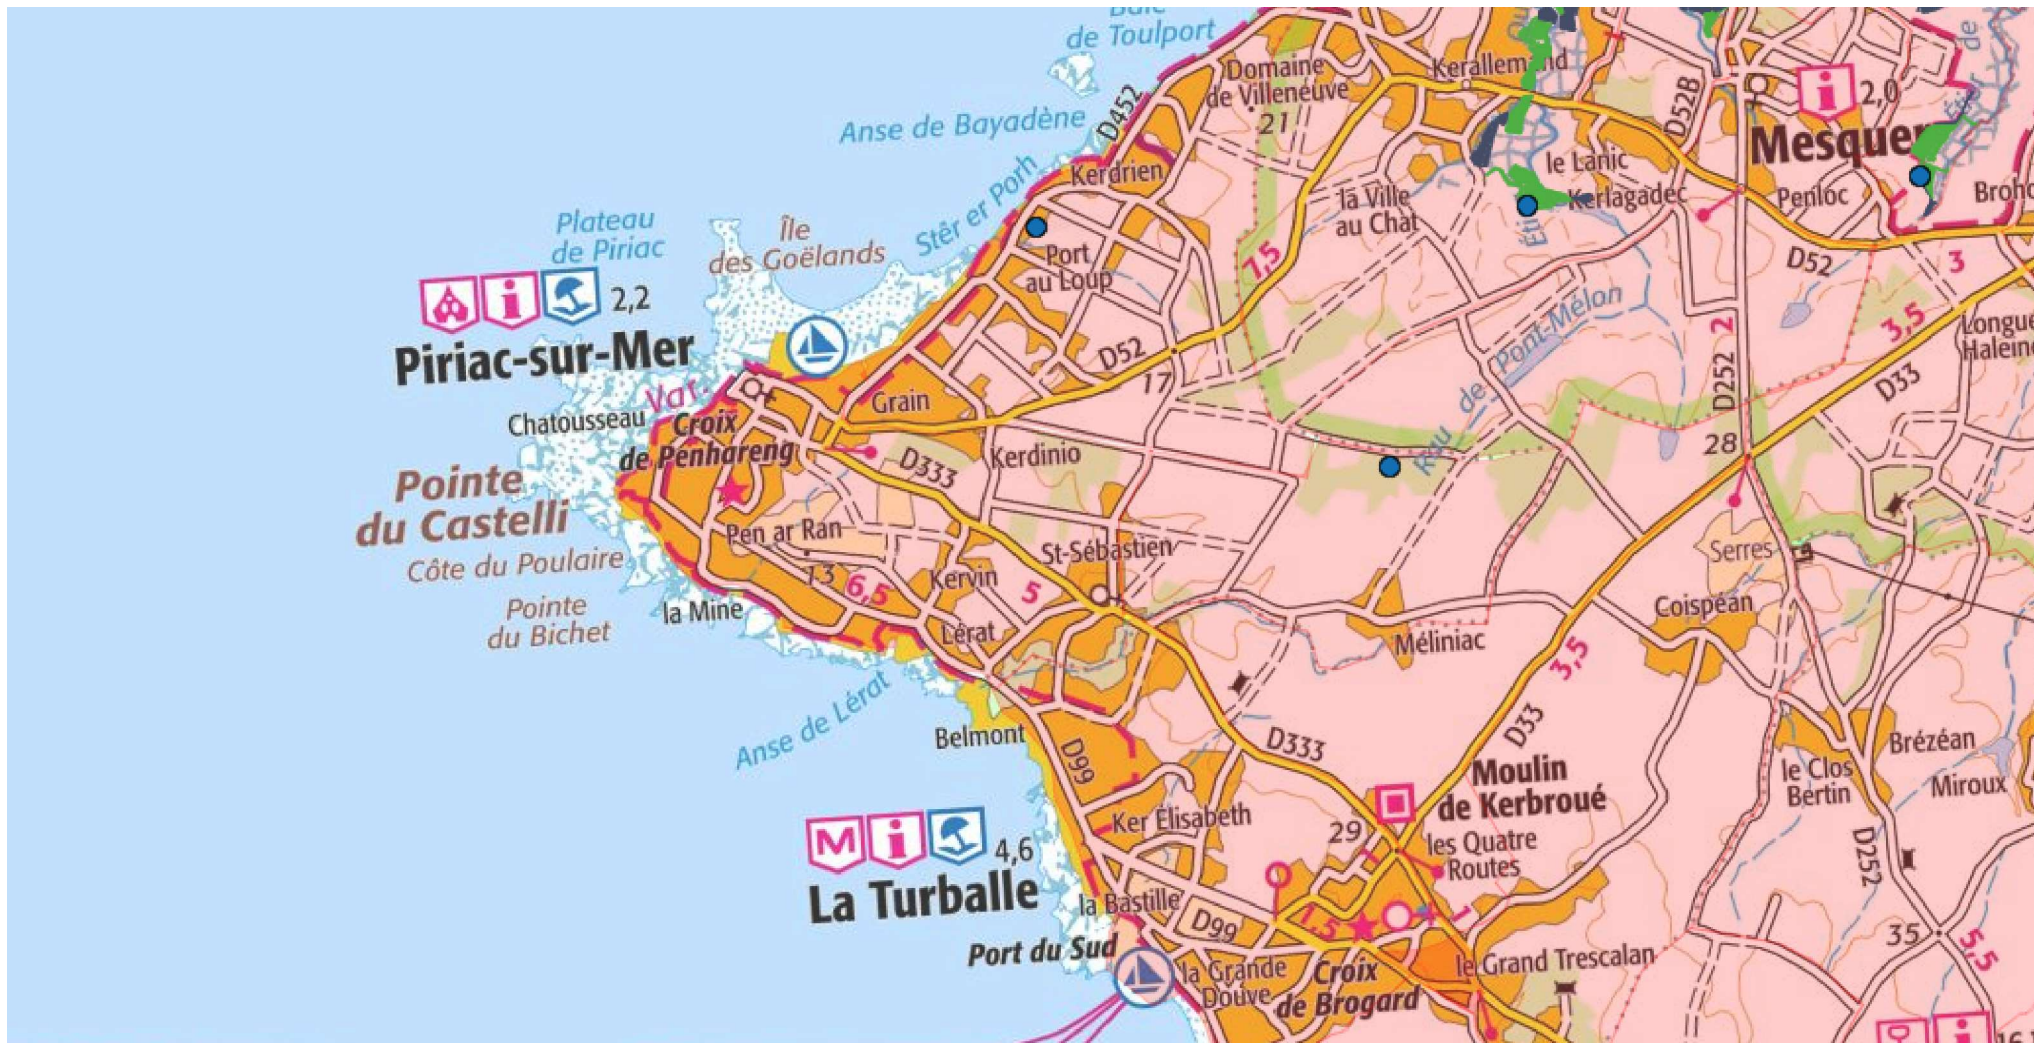 Baie
de Toulport
Domaine
de Villeneuve
21
D452
Anse de Bayadène
D52B
i
2,0
Mesquer
le Lanic
Kerlagadec
Penloc
Kerdrien
la Ville
au Chat
Stêr er Porh
Plateau
de Piriac
Île
des Goëlands
Port
au Loup
7,5
D52
3
i
2,2
Piriac-sur-Mer
Var.
Chatousseau
Croix
de Penhareng
Grain
D52
17
Rau de Pont-Mélon
2
D252
3,5
D33
28
Longue
Haleine
Pointe
du Castelli
Côte du Poulaire
Pointe
du Bichet
D333
Kerdinio
Pen ar Ran
13
6,5
Kervin
5
St-Sébastien
la Mine
Lérat
Méliniac
Serres
Coispéan
3,5
Anse de Lérat
Belmont
D99
D333
D33
Moulin
de Kerbroué
le Clos
Bertin
Brézéan
Miroux
Ker Elisabeth
29
les Quatre
Routes
D252
M
i
4,6
La Turballe
la Bastille
D99
1,5
1
Port du Sud
la Grande
Douve
Croix
de Brogard
le Grand Trescalan
35
5,5
i